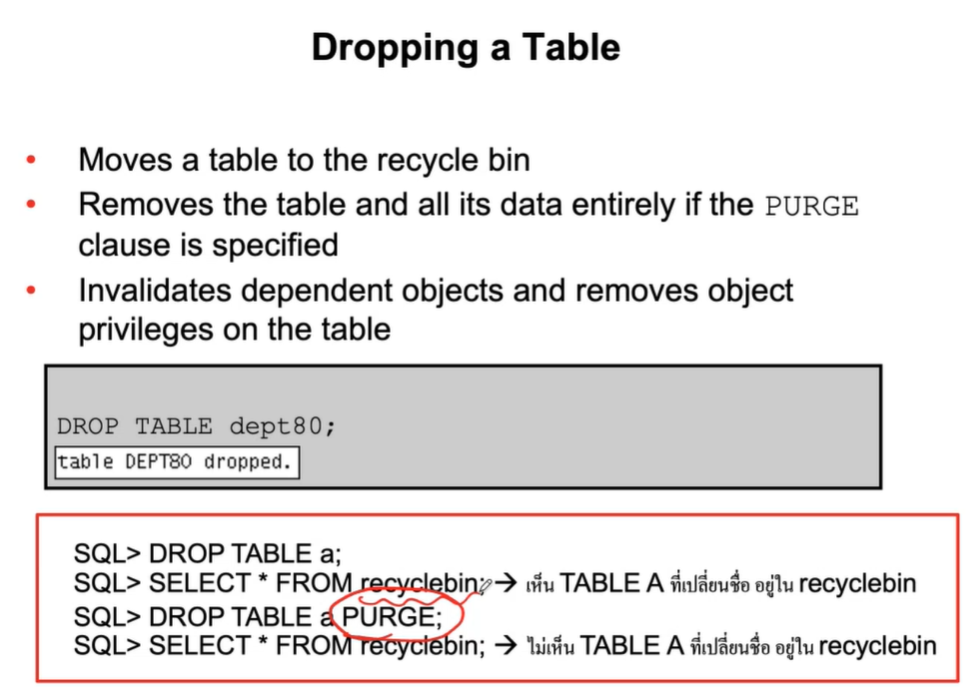 Dropping a Table
• Moves a table to the recycle bin
• Removes the table and all its data entirely if the PURGE
clause is specified
• Invalidates dependent objects and removes object
privileges on the table
DROP TABLE dept80;
table DEPT80 dropped.
SQL> DROP TABLE a;
SQL> SELECT * FROM recyclebin; → เห็น TABLE A ที่เปลี่ยนชื่อ อยู่ใน recyclebin
SQL> DROP TABLE a PURGE;
SQL> SELECT * FROM recyclebin; → ไม่เห็น TABLE A ที่เปลี่ยนชื่อ อยู่ใน recyclebin